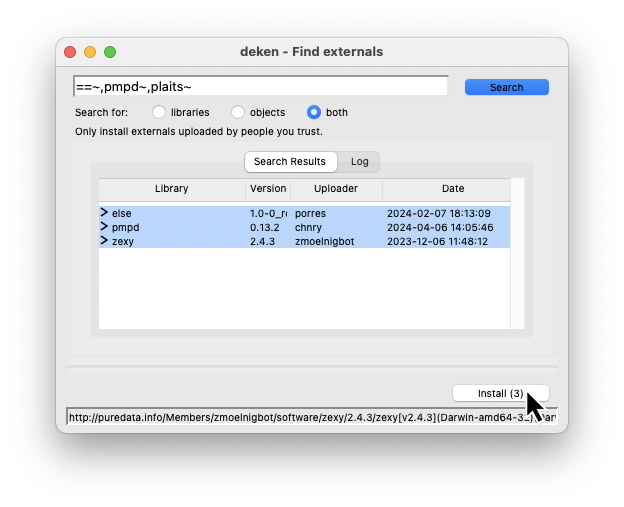 deken - Find externals
==~,pmpd~,plaits~
Search
Search for: libraries objects both
Only install externals uploaded by people you trust.
Search Results Log
Library Version Uploader Date
else 1.0-0_rc porres 2024-02-07 18:13:09
pmpd 0.13.2 chnry 2024-04-06 14:05:46
zexy 2.4.3 zmoelnigbot 2023-12-06 11:48:12
Install (3)
http://puredata.info/Members/zmoelnigbot/software/zexy/2.4.3/zexy[v2.4.3](Darwin-amd64-32)